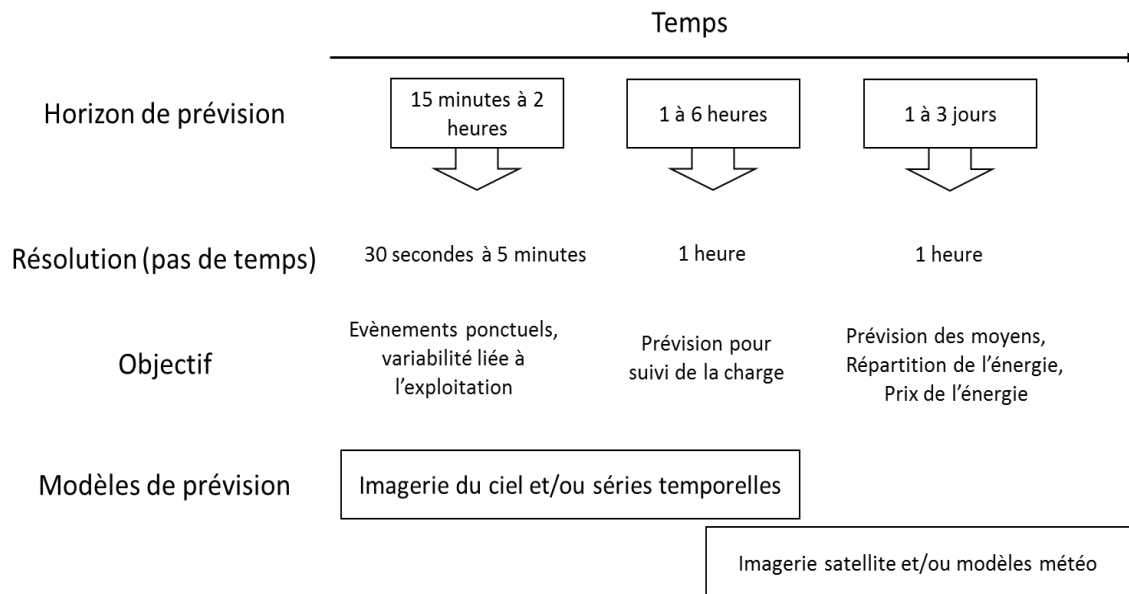 Temps
Horizon de prévision
15 minutes à 2
heures
1 à 6 heures
1 à 3 jours
Résolution (pas de temps)
30 secondes à 5 minutes
1 heure
1 heure
Objectif
Evènements ponctuels,
variabilité liée à
l'exploitation
Prévision pour
suivi de la charge
Prévision des moyens,
Répartition de l'énergie,
Prix de l'énergie
Modèles de prévision
Imagerie du ciel et/ou séries temporelles
Imagerie satellite et/ou modèles météo